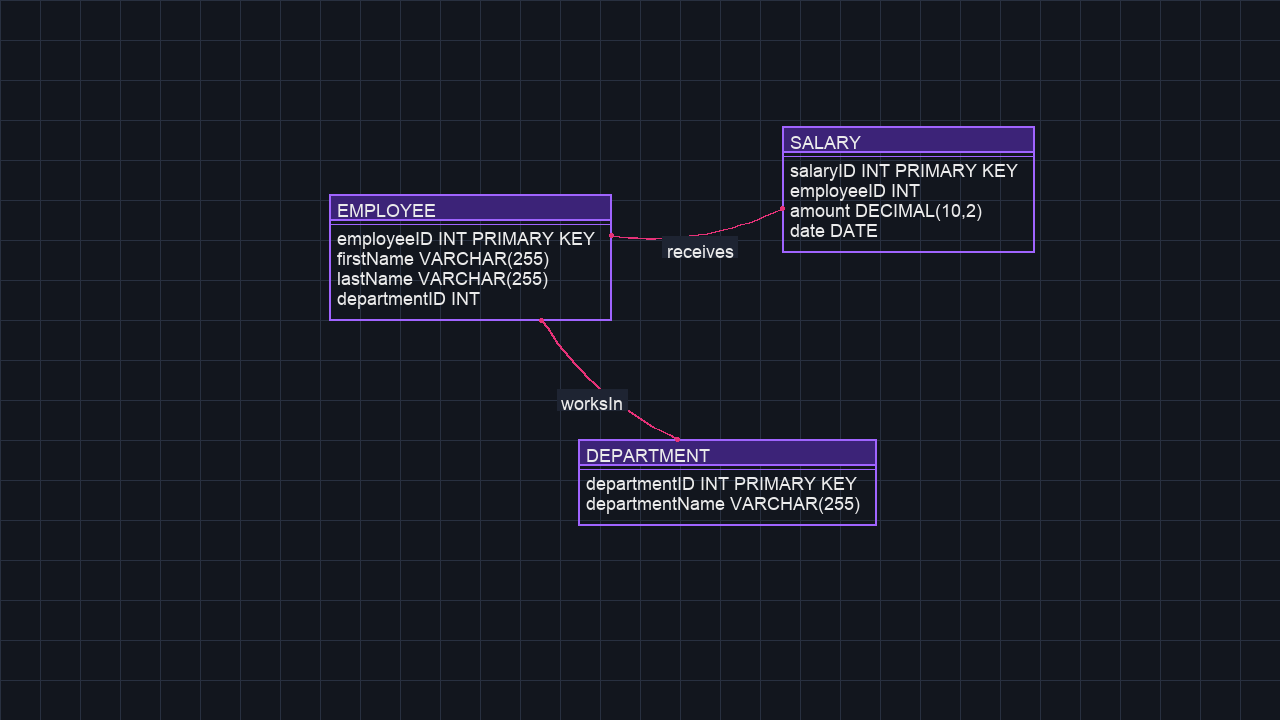 SALARY
salaryID INT PRIMARY KEY
employeeID INT
amount DECIMAL(10,2)
date DATE
EMPLOYEE
employeeID INT PRIMARY KEY
firstName VARCHAR(255)
lastName VARCHAR(255)
departmentID INT
receives
worksIn
DEPARTMENT
departmentID INT PRIMARY KEY
departmentName VARCHAR(255)